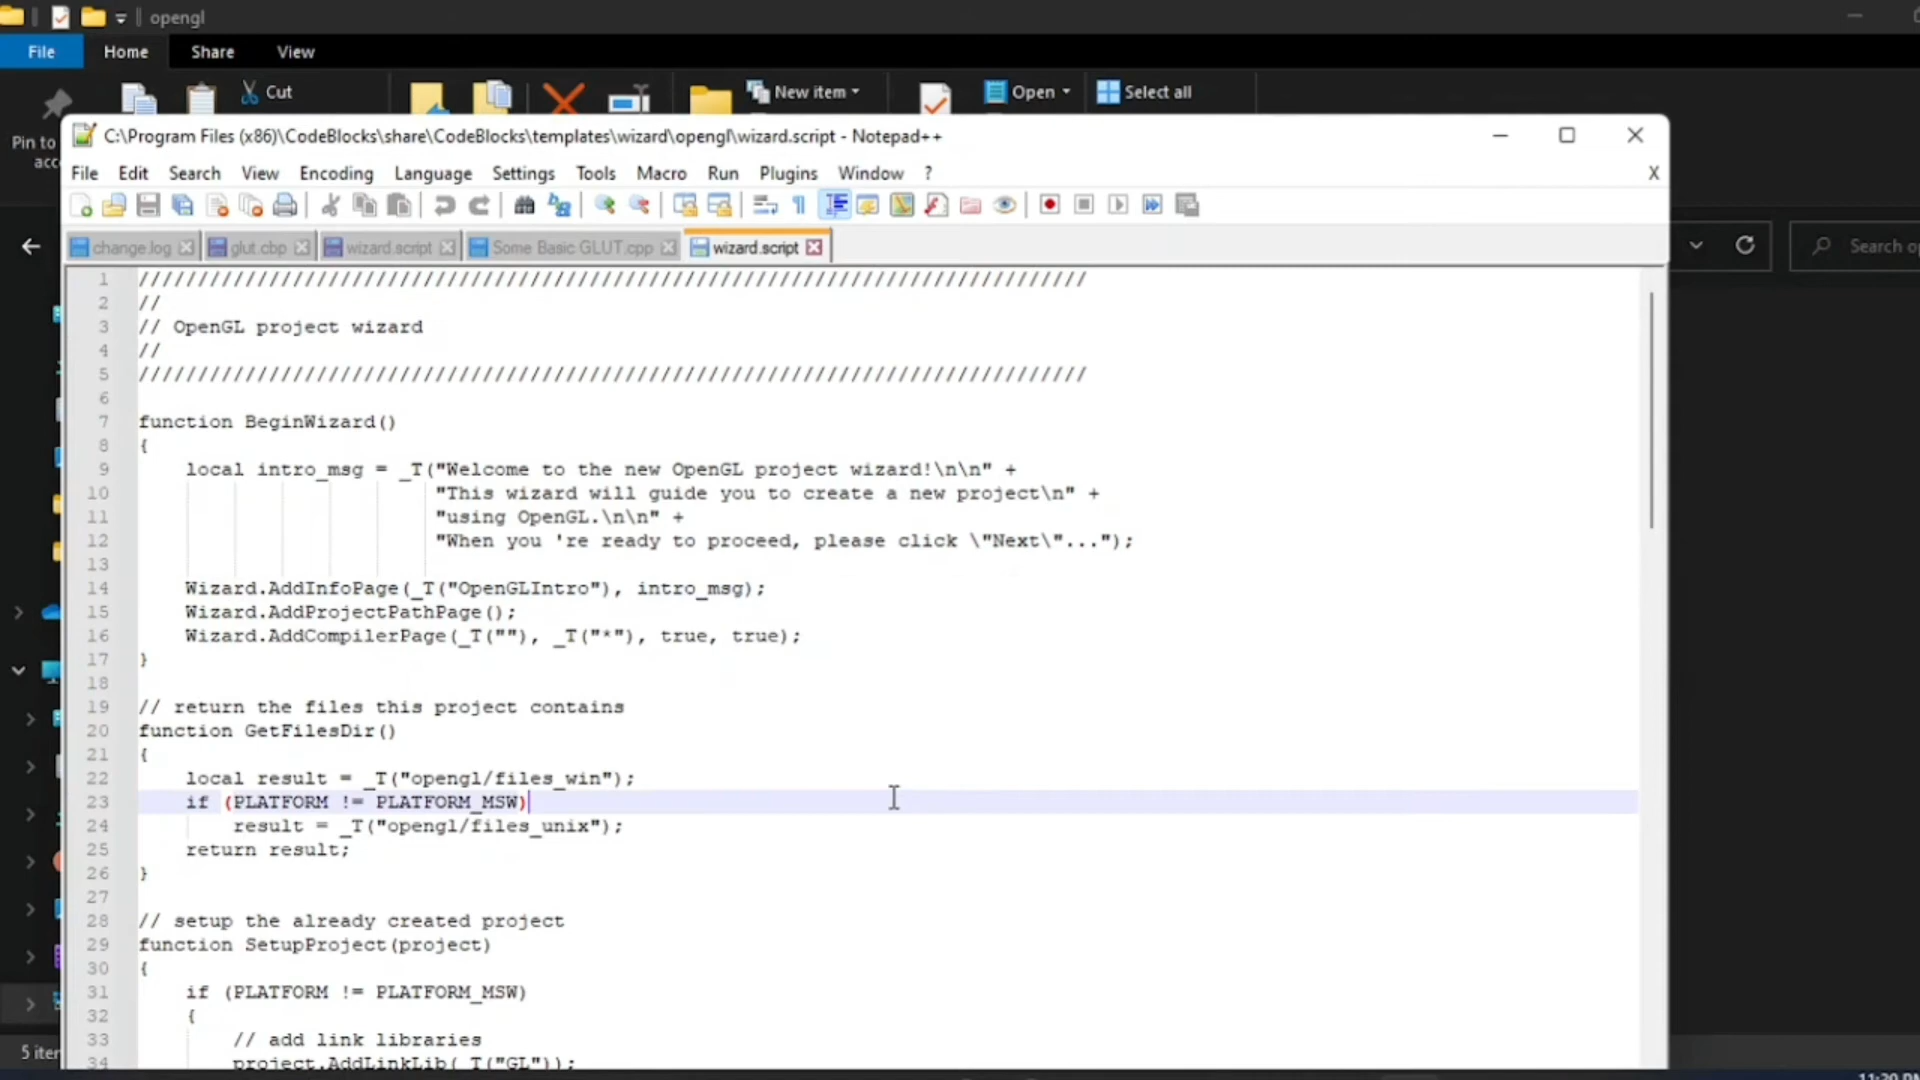 opengl
File Home Share View
Cut
New item
Open
Select all
Pin to
C:\Program Files (x86)\CodeBlocks\share\CodeBlocks\templates\wizard\opengl\wizard.script - Notepad++
File Edit Search View Encoding Language Settings Tools Macro Run Plugins Window ? X
change.log glut.cbp wizard.script Some Basic GLUT.cpp wizard.script
Search
1 ////////////////////////////////////////////////////////////////////////////////
2 //
3 // OpenGL project wizard
4 //
5 ////////////////////////////////////////////////////////////////////////////////
6
7 function BeginWizard()
8 {
9 local intro_msg = _T("Welcome to the new OpenGL project wizard!\n\n" +
10 "This wizard will guide you to create a new project\n" +
11 "using OpenGL.\n\n" +
12 "When you 're ready to proceed, please click \"Next\"...");
13
14 Wizard.AddInfoPage(_T("OpenGLIntro"), intro_msg);
15 Wizard.AddProjectPathPage();
16 Wizard.AddCompilerPage(_T(""), _T("*"), true, true);
17 }
18
19 // return the files this project contains
20 function GetFilesDir()
21 {
22 local result = _T("opengl/files_win");
23 if (PLATFORM != PLATFORM_MSW)
24 result = _T("opengl/files_unix");
25 return result;
26 }
27
28 // setup the already created project
29 function SetupProject(project)
30 {
31 if (PLATFORM != PLATFORM_MSW)
32 {
33 // add link libraries
34 project.AddLinkLib(_T("GL"));